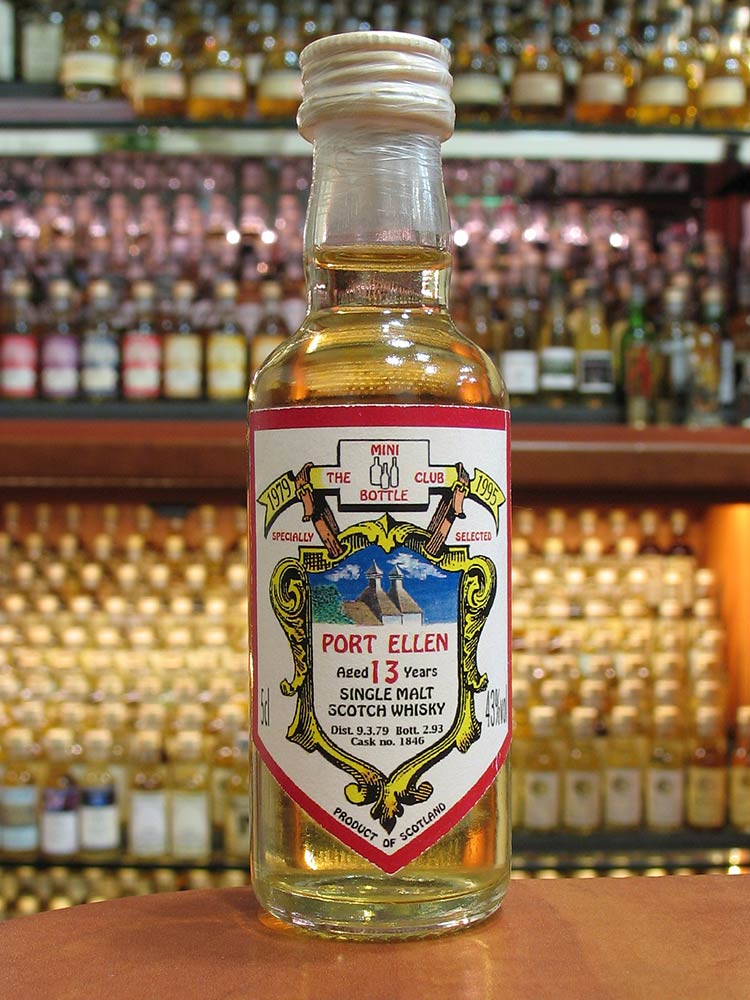 MINI
THE CLUB
BOTTLE
1979 1995
SPECIALLY SELECTED
PORT ELLEN
Aged 13 Years
SINGLE MALT
SCOTCH WHISKY
5cl 43%vol
Dist. 9.3.79 Bott. 2.93
Cask no. 1846
PRODUCT OF SCOTLAND